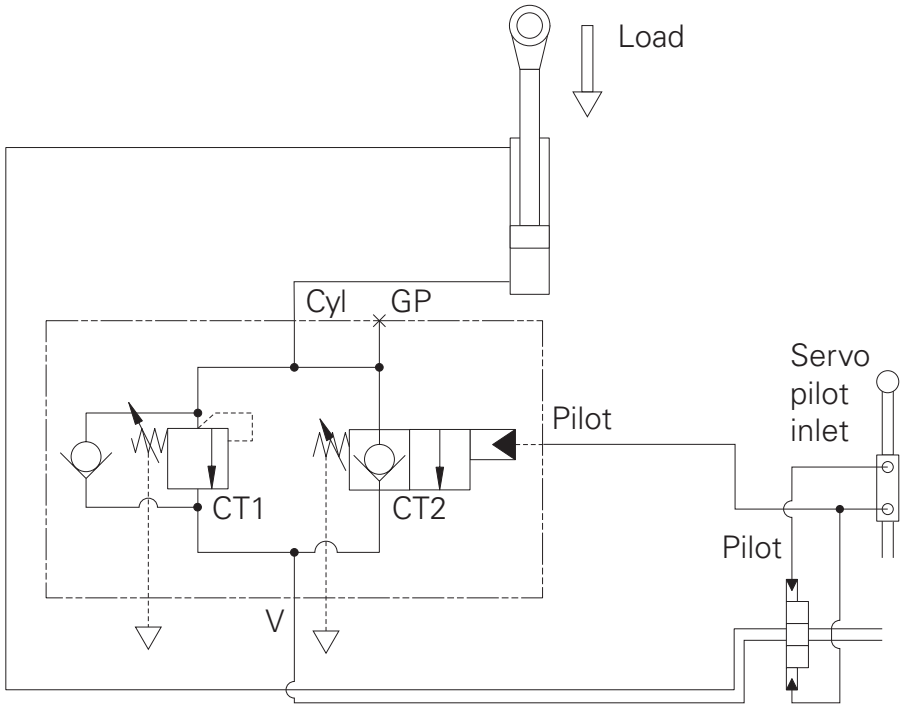 Load
Cyl
GP
Servo
pilot
inlet
Pilot
CT1
CT2
Pilot
V